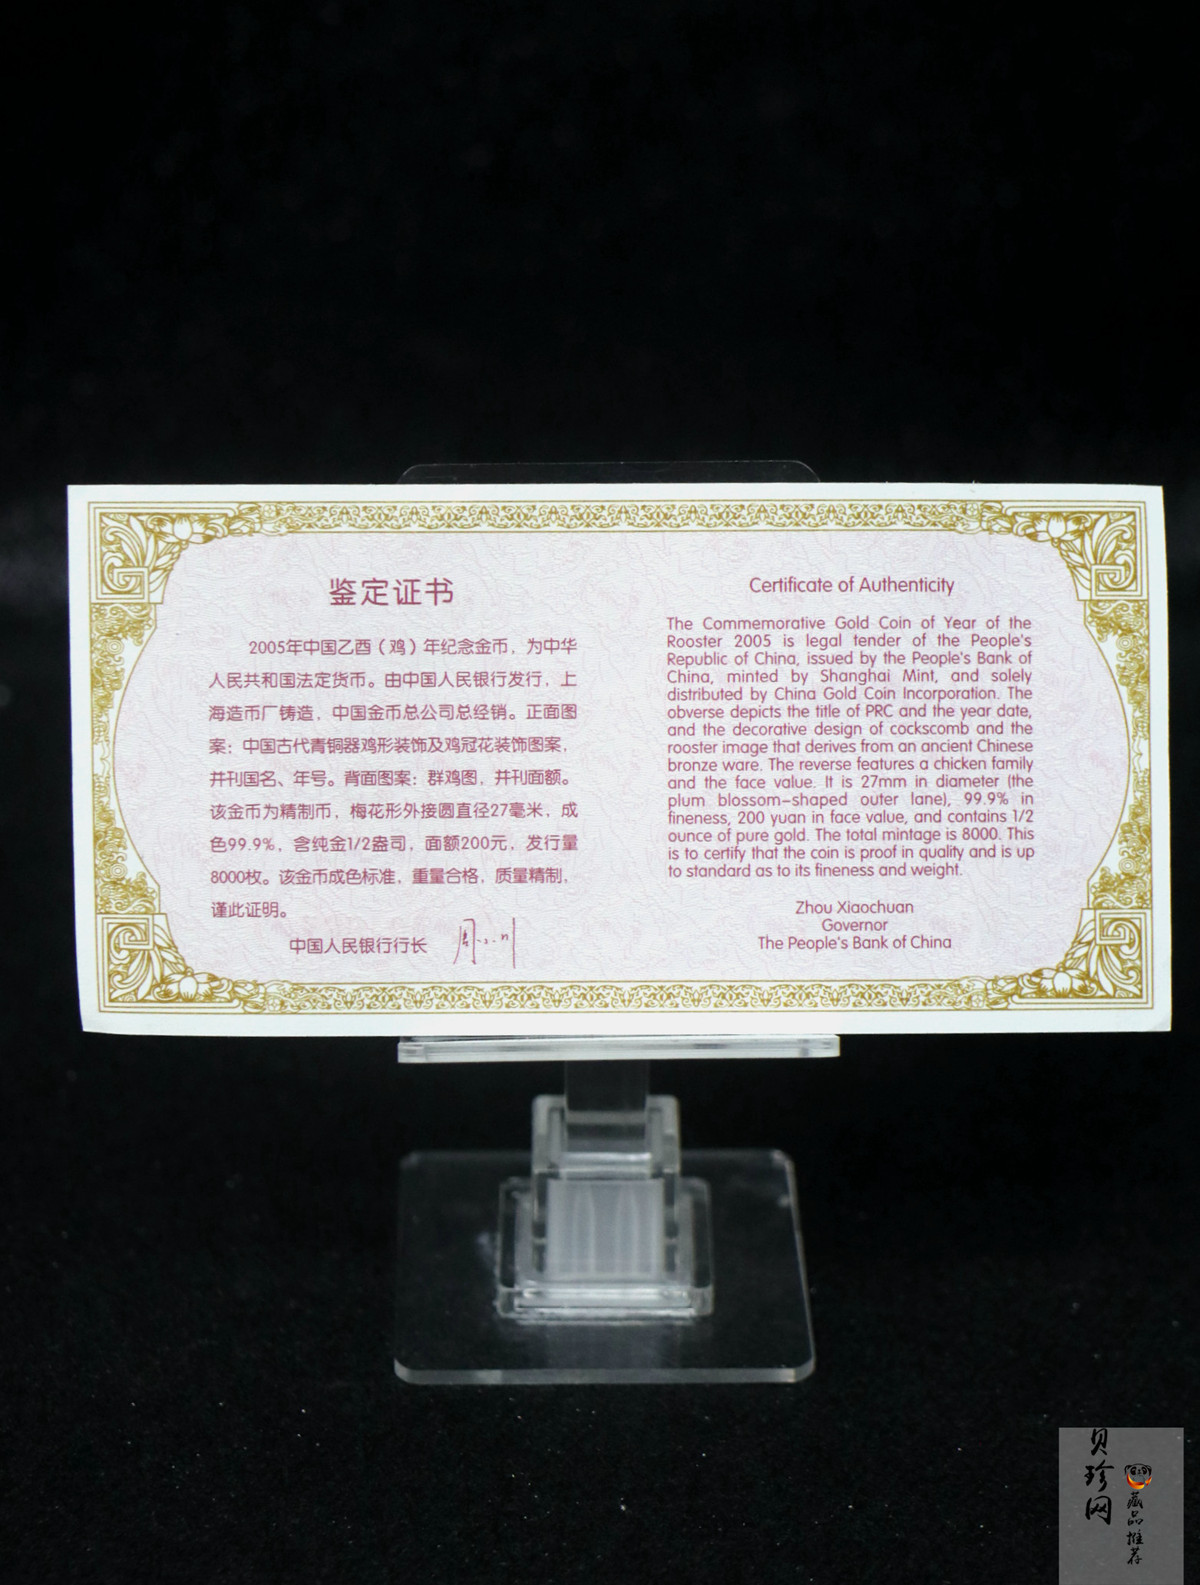 鉴定证书
2005年中国乙酉（鸡）年纪念金币，为中华
人民共和国法定货币。由中国人民银行发行，上
海造币厂铸造，中国金币总公司总经销。正面图
案：中国古代青铜器鸡形装饰及鸡冠花装饰图案，
并刊国名、年号。背面图案：群鸡图，并刊面额。
该金币为精制币，梅花形外接圆直径27毫米，成
色99.9%，含纯金1/2盎司，面额200元，发行量
8000枚。该金币成色标准，重量合格，质量精制，
谨此证明。
中国人民银行行长 周小川
Certificate of Authenticity
The Commemorative Gold Coin of Year of the
Rooster 2005 is legal tender of the People's
Republic of China, issued by the People's Bank of
China, minted by Shanghai Mint, and solely
distributed by China Gold Coin Incorporation. The
obverse depicts the title of PRC and the year date,
and the decorative design of cockscomb and the
rooster image that derives from an ancient Chinese
bronze ware. The reverse features a chicken family
and the face value. It is 27mm in diameter (the
plum blossom-shaped outer lane), 99.9% in
fineness, 200 yuan in face value, and contains 1/2
ounce of pure gold. The total mintage is 8000. This
is to certify that the coin is proof in quality and is up
to standard as to its fineness and weight.
Zhou Xiaochuan
Governor
The People's Bank of China
贝珍网
藏品推荐